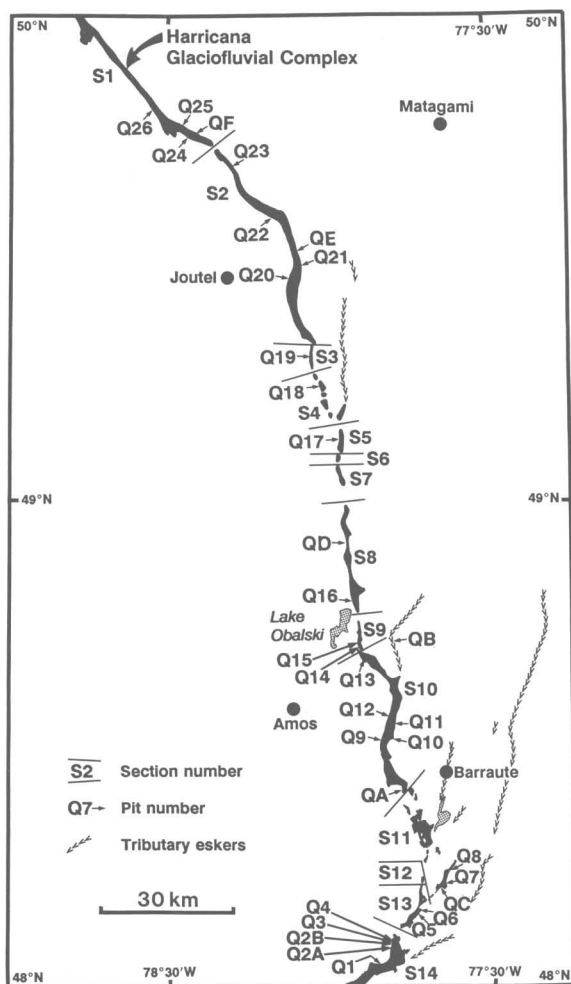 50°N
77°30'W
50°N
Harricana
Glaciofluvial Complex
S1
Matagami
Q25
QF
Q26
Q24
Q23
S2
Q22
QE
Q21
Joutel
Q20
Q19
S3
Q18
S4
Q17
S5
S6
S7
49°N
49°N
QD
S8
Q16
Lake
Obalski
S9
QB
Q15
Q14
Q13
S10
Q12
Q11
Amos
Q9
Q10
S2 Section number
Barraute
QA
Q7 Pit number
S11
Tributary eskers
Q8
S12
Q7
30 km
S13
QC
Q4
Q6
Q3
Q5
Q2B
Q2A
Q1
S14
48°N
78°30'W
77°30'W
48°N